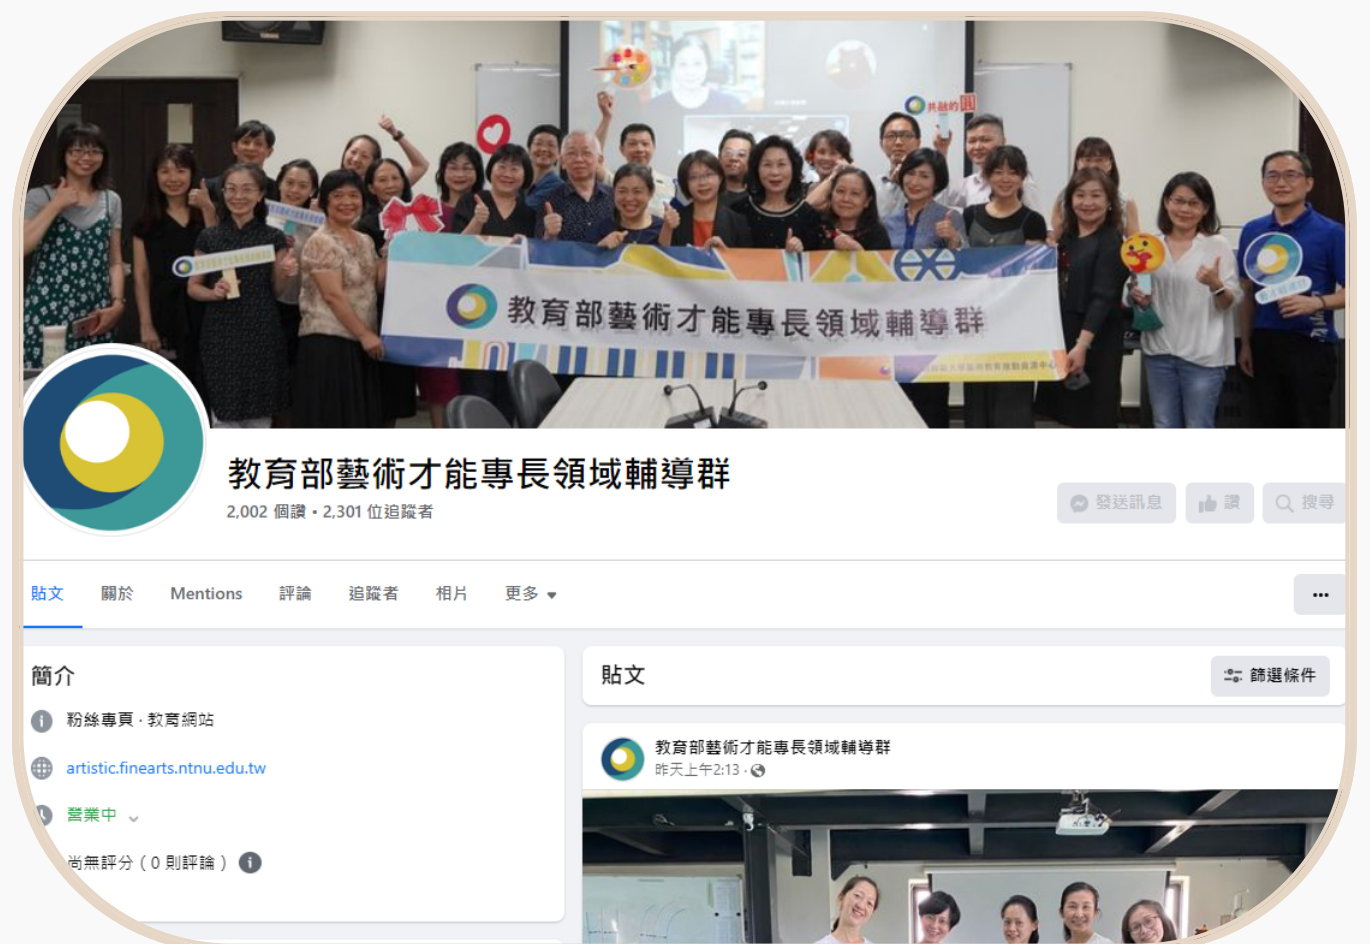 共融的圓
教育部藝術才能專長領域輔導群
教育部藝術才能專長領域輔導群
2,002 個讚 • 2,301 位追蹤者
發送訊息
讚
搜尋
貼文 關於 Mentions 評論 追蹤者 相片 更多
簡介
粉絲專頁 · 教育網站
artistic.finearts.ntnu.edu.tw
營業中
尚無評分(0 則評論)
貼文
篩選條件
教育部藝術才能專長領域輔導群
昨天上午2:13 ·